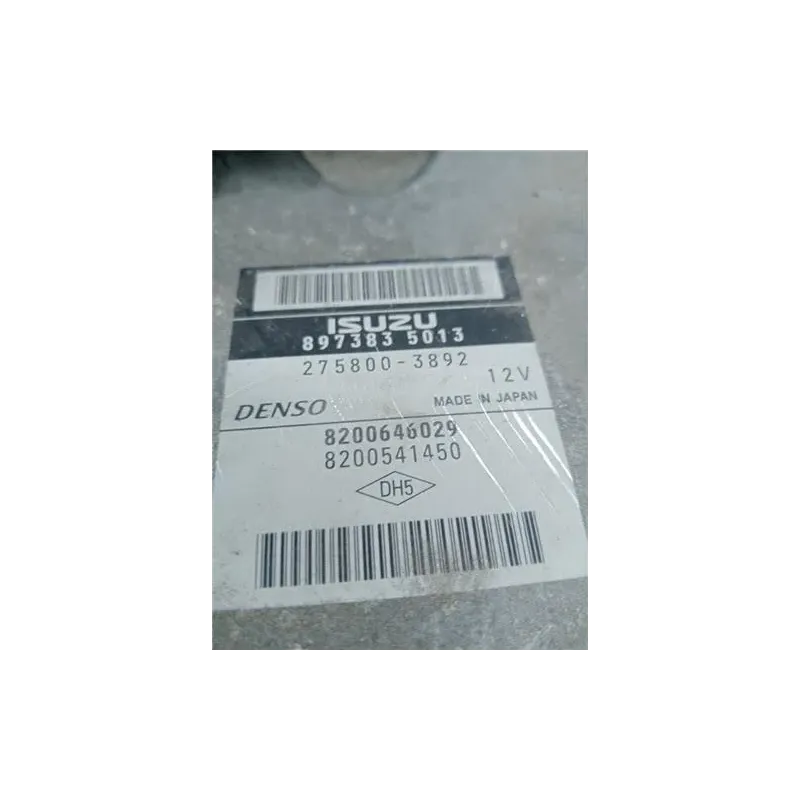 ISUZU
897383 5013
275800-3892
12V
DENSO MADE IN JAPAN
8200646029
8200541450
DH5